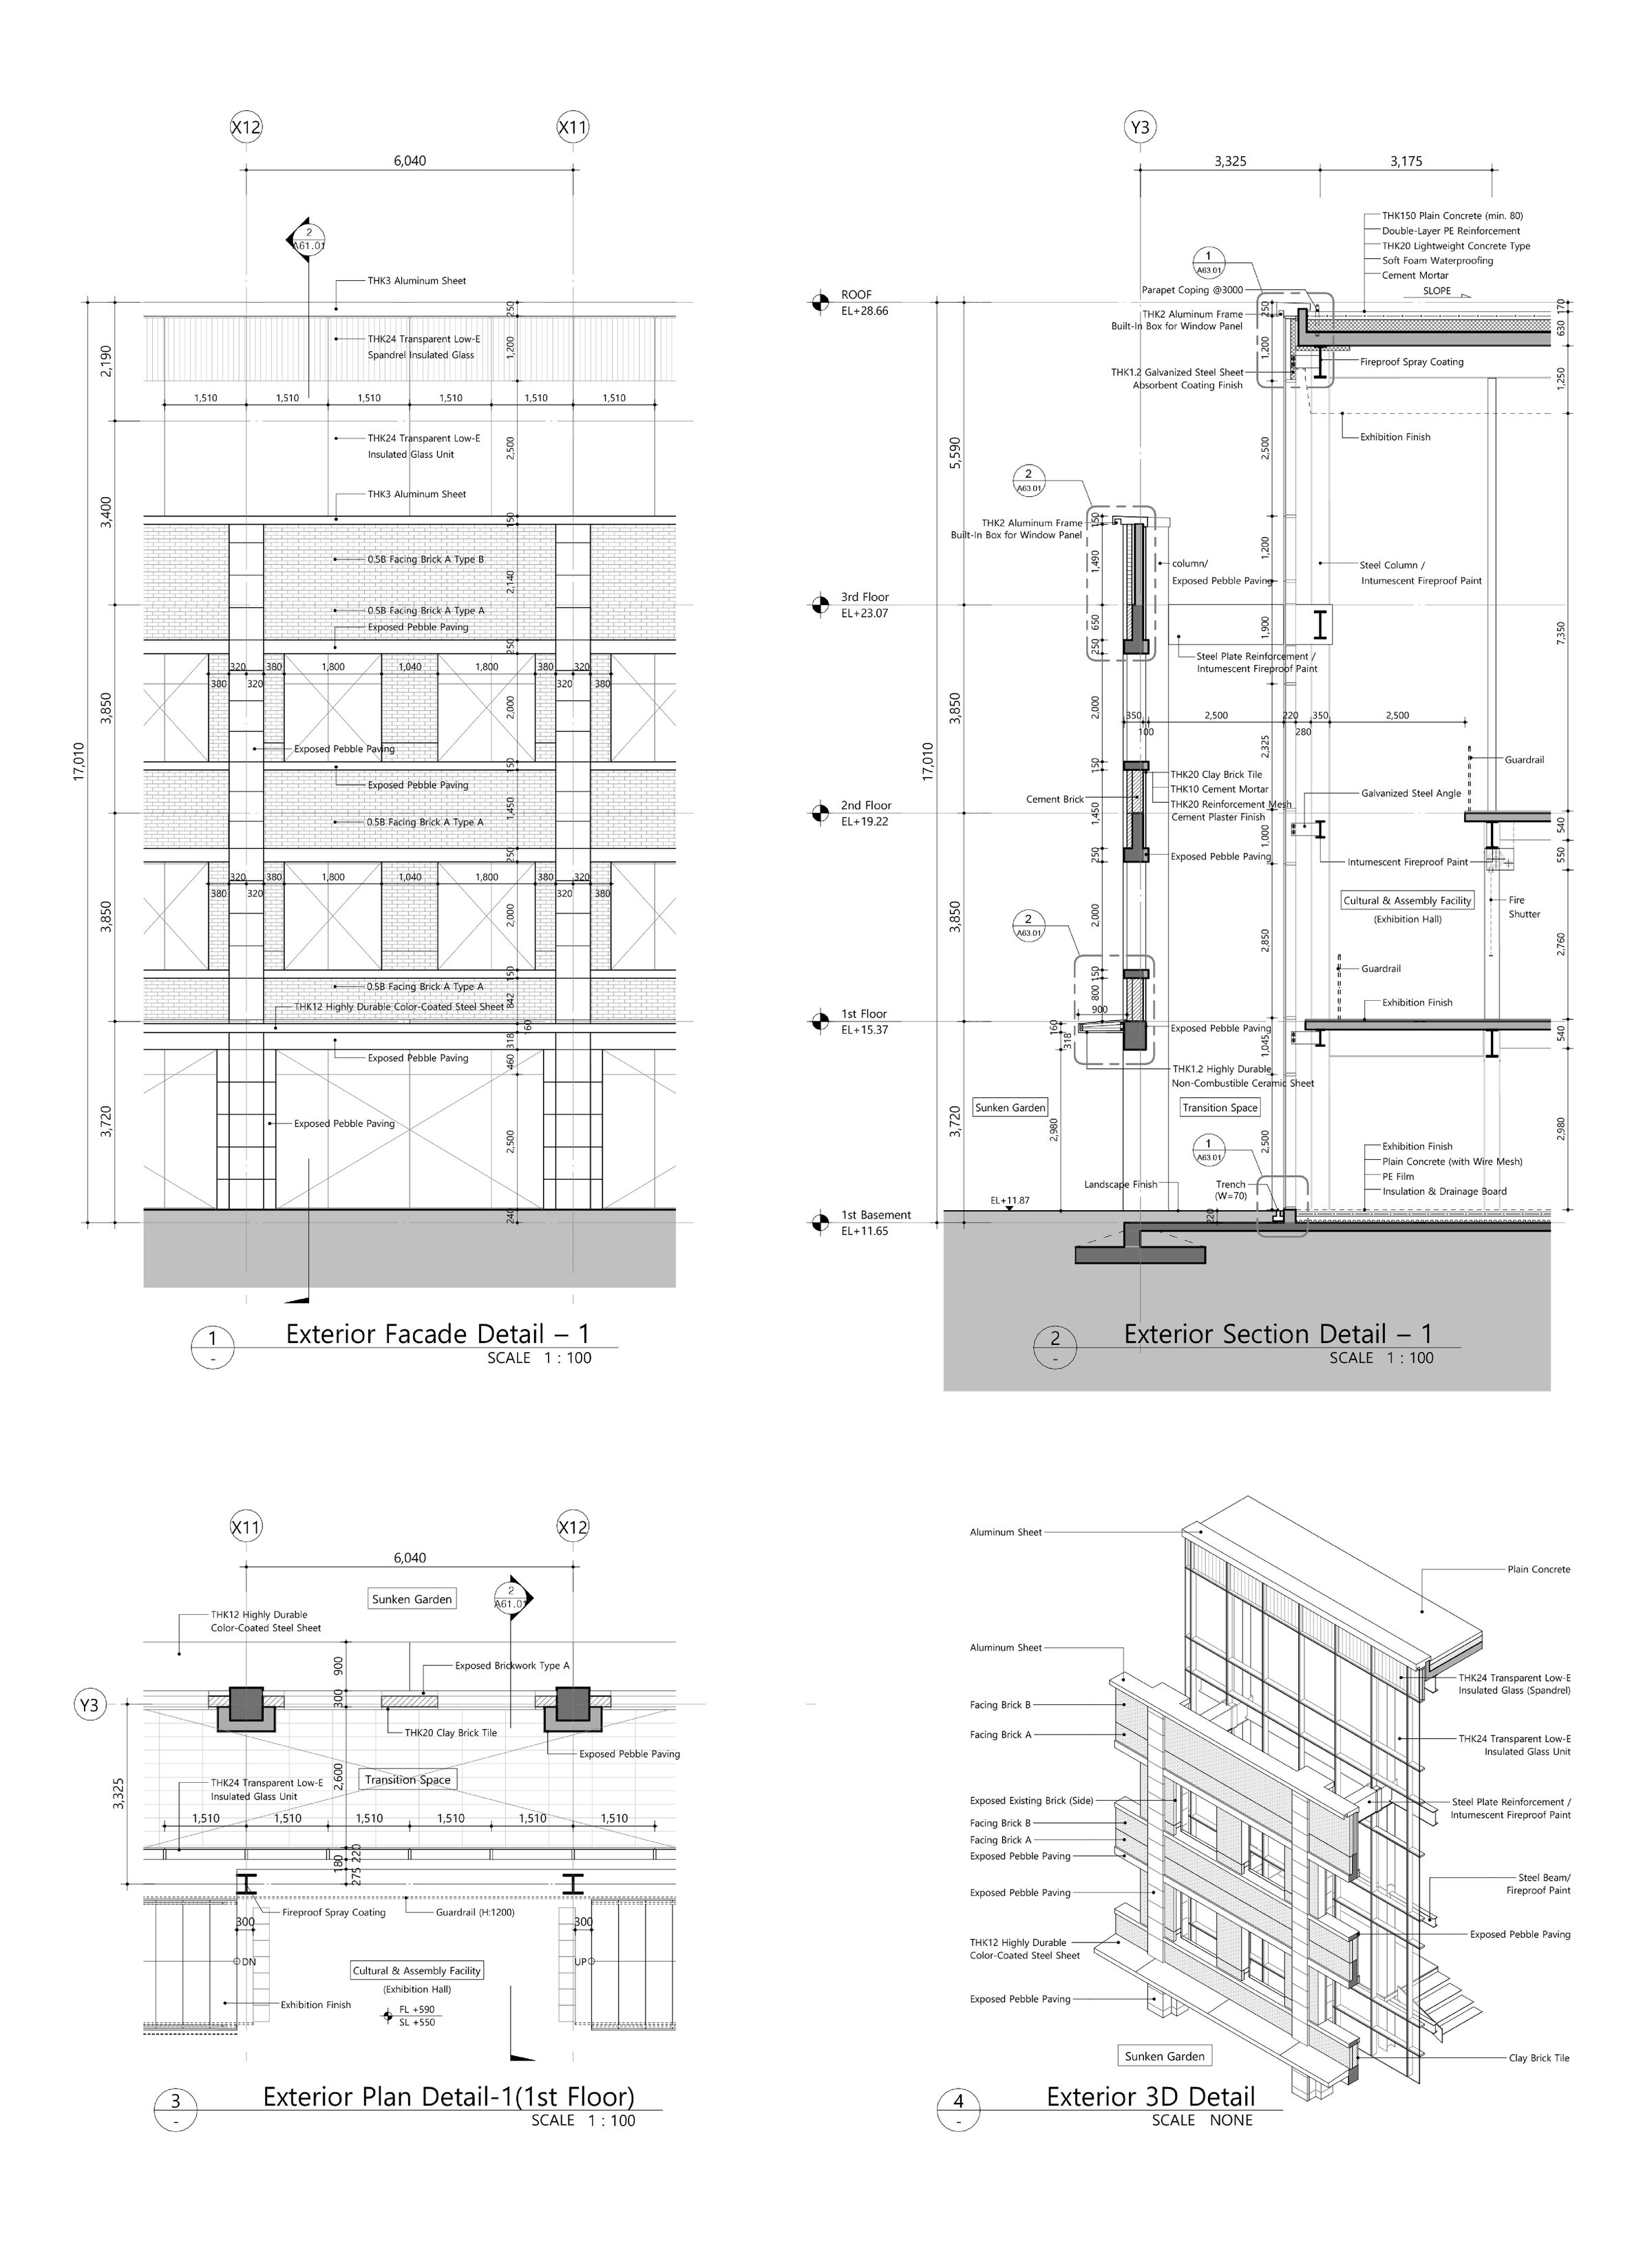 X12
X11
6,040
2
A61.01
THK3 Aluminum Sheet
250
THK24 Transparent Low-E
Spandrel Insulated Glass
1,200
2,190
1,510
1,510
1,510
1,510
1,510
1,510
THK24 Transparent Low-E
Insulated Glass Unit
2,500
THK3 Aluminum Sheet
3,400
150
0.5B Facing Brick A Type B
2,140
0.5B Facing Brick A Type A
Exposed Pebble Paving
250
320
380
1,800
1,040
1,800
380
320
380
320
320
380
3,850
2,000
Exposed Pebble Paving
17,010
150
Exposed Pebble Paving
1,450
0.5B Facing Brick A Type A
250
320
380
1,800
1,040
1,800
380
320
380
320
320
380
3,850
2,000
150
0.5B Facing Brick A Type A
842
THK12 Highly Durable Color-Coated Steel Sheet
160
318
Exposed Pebble Paving
460
3,720
Exposed Pebble Paving
2,500
240
1
-
Exterior Facade Detail – 1
SCALE 1 : 100
Y3
3,325
3,175
THK150 Plain Concrete (min. 80)
Double-Layer PE Reinforcement
THK20 Lightweight Concrete Type
Soft Foam Waterproofing
Cement Mortar
SLOPE
1
A63.01
Parapet Coping @3000
ROOF
EL+28.66
THK2 Aluminum Frame
Built-In Box for Window Panel
250
1,200
170
630
Fireproof Spray Coating
THK1.2 Galvanized Steel Sheet
Absorbent Coating Finish
1,250
Exhibition Finish
5,590
2,500
2
A63.01
THK2 Aluminum Frame
Built-In Box for Window Panel
150
1,490
column/
Exposed Pebble Paving
1,200
Steel Column /
Intumescent Fireproof Paint
3rd Floor
EL+23.07
650
250
1,900
7,350
Steel Plate Reinforcement /
Intumescent Fireproof Paint
3,850
2,000
350
2,500
220
350
2,500
100
280
2,325
17,010
Guardrail
150
THK20 Clay Brick Tile
THK10 Cement Mortar
THK20 Reinforcement Mesh
Cement Plaster Finish
Cement Brick
Galvanized Steel Angle
2nd Floor
EL+19.22
1,450
1,000
540
250
Exposed Pebble Paving
Intumescent Fireproof Paint
550
Cultural & Assembly Facility
(Exhibition Hall)
Fire
Shutter
2
A63.01
3,850
2,000
2,850
2,760
150
Guardrail
800
900
Exhibition Finish
1st Floor
EL+15.37
160
318
Exposed Pebble Paving
1,045
540
THK1.2 Highly Durable
Non-Combustible Ceramic Sheet
Sunken Garden
Transition Space
3,720
2,980
2,500
2,980
1
A63.01
Exhibition Finish
Plain Concrete (with Wire Mesh)
PE Film
Insulation & Drainage Board
Landscape Finish
Trench
(W=70)
EL+11.87
1st Basement
EL+11.65
220
2
-
Exterior Section Detail – 1
SCALE 1 : 100
X11
X12
6,040
Sunken Garden
2
A61.01
THK12 Highly Durable
Color-Coated Steel Sheet
900
Exposed Brickwork Type A
Y3
300
THK20 Clay Brick Tile
Exposed Pebble Paving
3,325
2,600
Transition Space
THK24 Transparent Low-E
Insulated Glass Unit
1,510
1,510
1,510
1,510
1,510
1,510
220
180
275
Fireproof Spray Coating
Guardrail (H:1200)
300
300
DN
UP
Cultural & Assembly Facility
(Exhibition Hall)
Exhibition Finish
FL +590
SL +550
3
-
Exterior Plan Detail-1(1st Floor)
SCALE 1 : 100
Aluminum Sheet
Plain Concrete
Aluminum Sheet
THK24 Transparent Low-E
Insulated Glass (Spandrel)
Facing Brick B
Facing Brick A
THK24 Transparent Low-E
Insulated Glass Unit
Exposed Existing Brick (Side)
Steel Plate Reinforcement /
Intumescent Fireproof Paint
Facing Brick B
Facing Brick A
Exposed Pebble Paving
Steel Beam/
Fireproof Paint
Exposed Pebble Paving
Exposed Pebble Paving
THK12 Highly Durable
Color-Coated Steel Sheet
Exposed Pebble Paving
Sunken Garden
Clay Brick Tile
4
-
Exterior 3D Detail
SCALE NONE